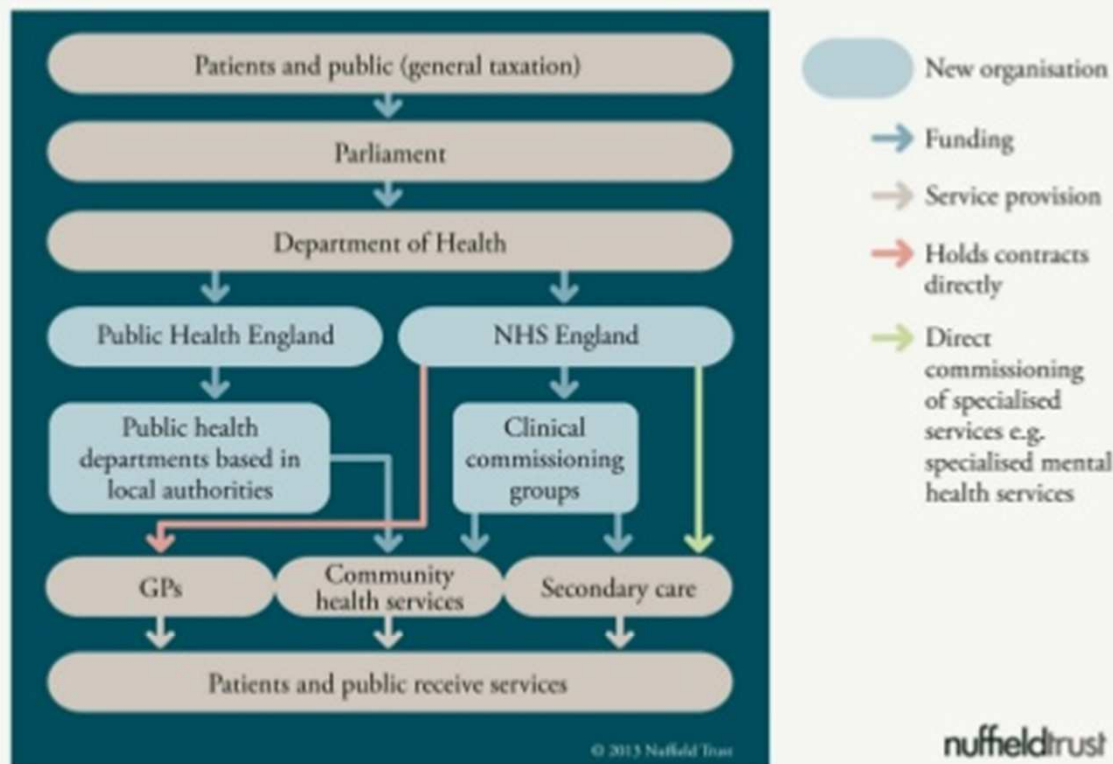 Patients and public (general taxation)
Parliament
Department of Health
Public Health England
NHS England
Public health
departments based in
local authorities
Clinical
commissioning
groups
GPs
Community
health services
Secondary care
Patients and public receive services
© 2013 Nuffield Trust
New organisation
Funding
Service provision
Holds contracts
directly
Direct
commissioning
of specialised
services e.g.
specialised mental
health services
nuffieldtrust